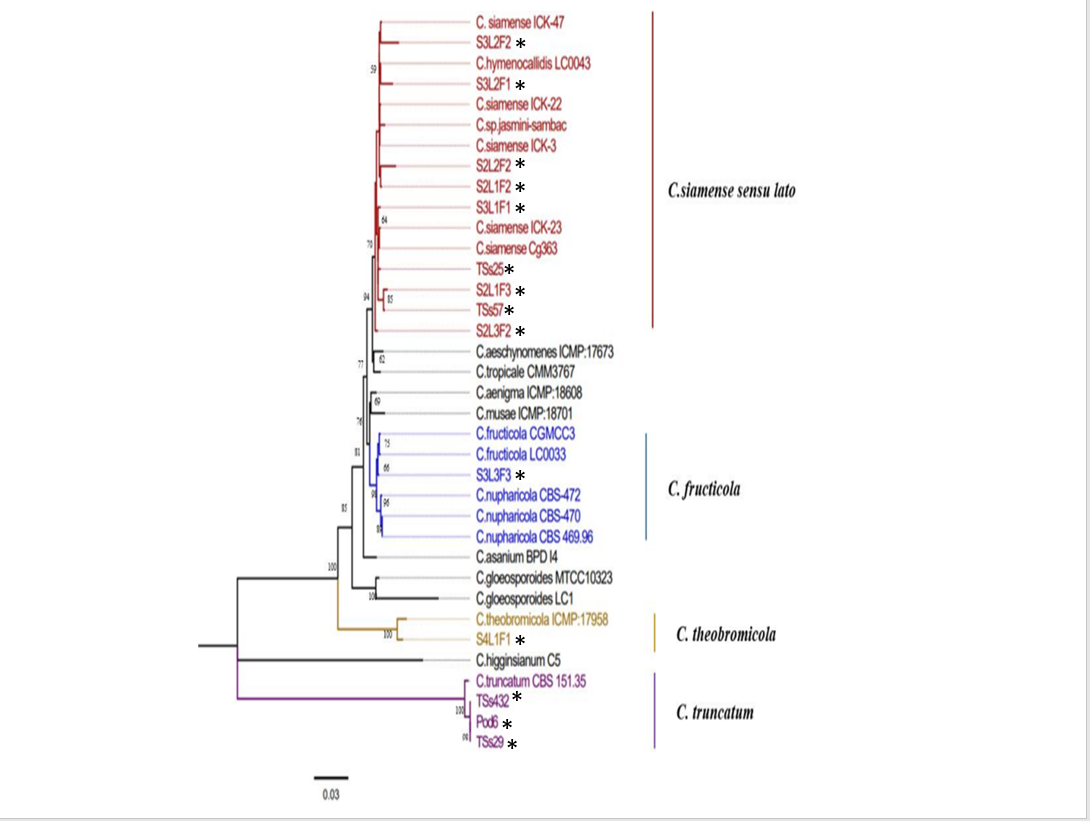 C. siamense ICK-47
S3L2F2 *
C.hymenocallidis LC0043
59
S3L2F1 *
C.siamense ICK-22
C.sp.jasmini-sambac
C.siamense ICK-3
S2L2F2 *
S2L1F2 *
C.siamense sensu lato
S3L1F1 *
64
C.siamense ICK-23
70
C.siamense Cg363
TSs25*
S2L1F3 *
94
85
TSs57*
S2L3F2 *
C.aeschynomenes ICMP:17673
62
77
C.tropicale CMM3767
C.aenigma ICMP:18608
69
C.musae ICMP:18701
76
C.fructicola CGMCC3
75
C.fructicola LC0033
81
66
S3L3F3 *
C. fructicola
C.nupharicola CBS-472
96
85
C.nupharicola CBS-470
C.nupharicola CBS 469.96
C.asanium BPD I4
100
C.gloeosporoides MTCC10323
C.gloeosporoides LC1
C.theobromicola ICMP:17958
100
S4L1F1 *
C. theobromicola
C.higginsianum C5
C.truncatum CBS 151.35
TSs432 *
100
C. truncatum
Pod6 *
TSs29 *
0.03